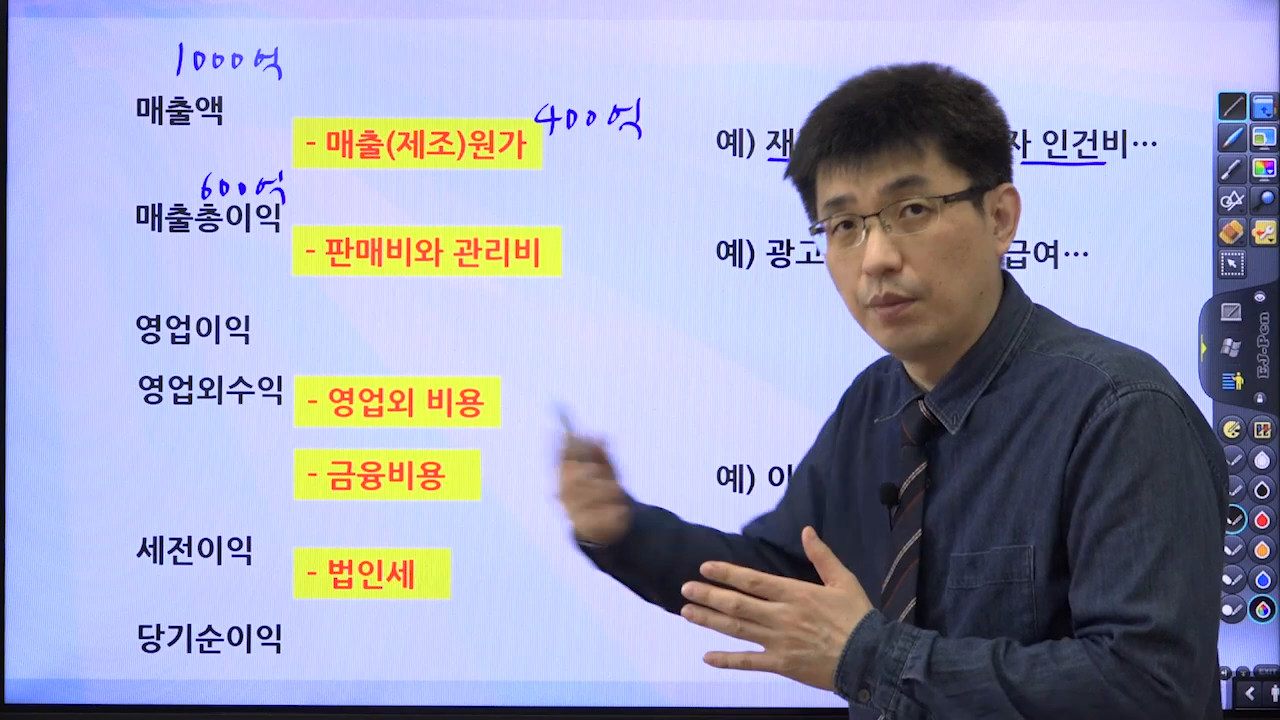 1000억
매출액
- 매출(제조)원가 400억
예) 재 자 인건비…
600억
매출총이익
- 판매비와 관리비
예) 광고 급여…
영업이익
영업외수익 - 영업외 비용
- 금융비용
예) 이
세전이익
- 법인세
당기순이익
EJ-Pen
EXIT